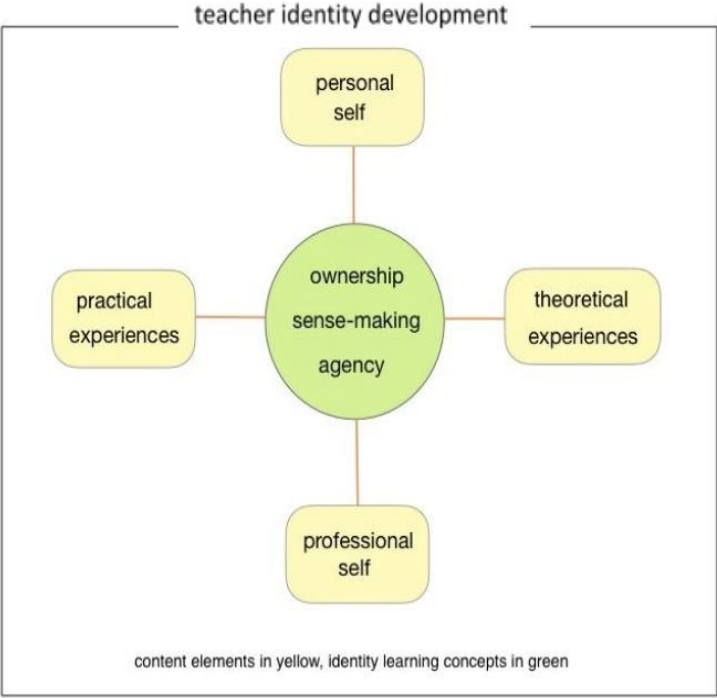 teacher identity development
personal
self
ownership
sense-making
agency
practical
experiences
theoretical
experiences
professional
self
content elements in yellow, identity learning concepts in green